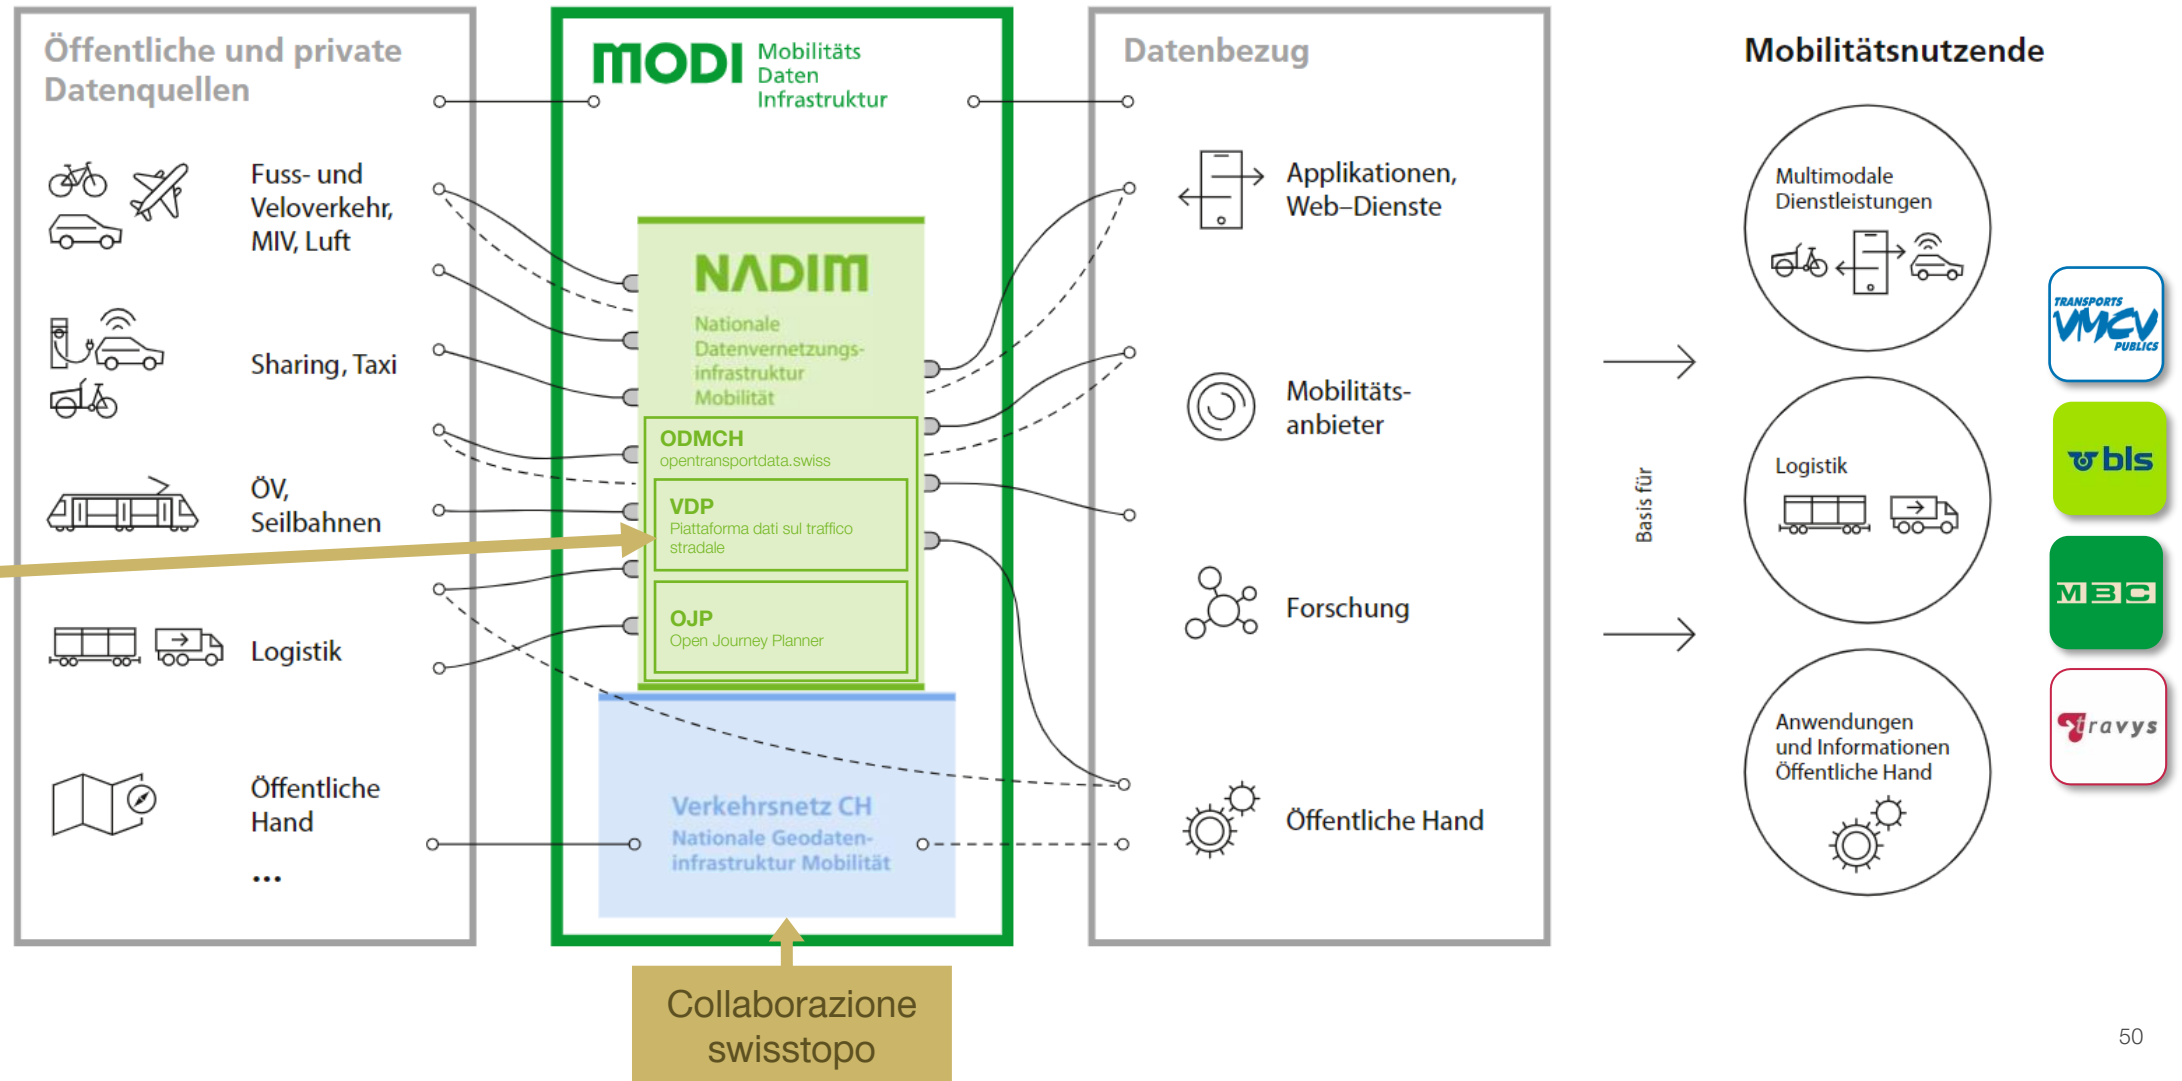 Öffentliche und private
Datenquellen
Fuss- und
Veloverkehr,
MIV, Luft
Sharing, Taxi
ÖV,
Seilbahnen
Logistik
Öffentliche
Hand
...
MODI
Mobilitäts
Daten
Infrastruktur
NADIM
Nationale
Datenvernetzungs-
infrastruktur
Mobilität
ODMCH
opentransportdata.swiss
VDP
Piattaforma dati sul traffico
stradale
OJP
Open Journey Planner
Verkehrsnetz CH
Nationale Geodaten-
infrastruktur Mobilität
Collaborazione
swisstopo
Datenbezug
Applikationen,
Web–Dienste
Mobilitäts-
anbieter
Forschung
Öffentliche Hand
Basis für
Mobilitätsnutzende
Multimodale
Dienstleistungen
Logistik
Anwendungen
und Informationen
Öffentliche Hand
TRANSPORTS
VMCV
PUBLICS
bls
MBC
travys
50